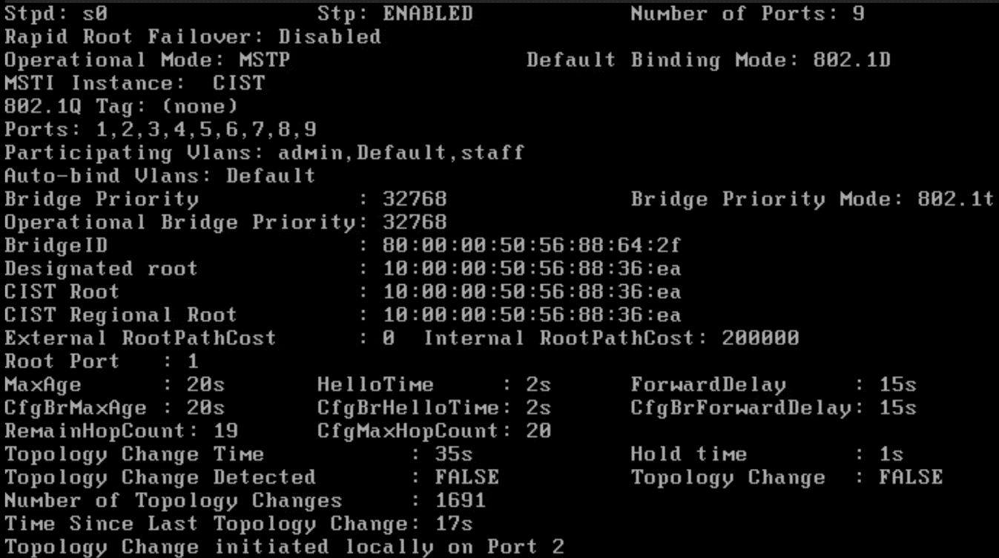 Stpd: s0 Stp: ENABLED Number of Ports: 9
Rapid Root Failover: Disabled
Operational Mode: MSTP Default Binding Mode: 802.1D
MSTI Instance: CIST
802.1Q Tag: (none)
Ports: 1,2,3,4,5,6,7,8,9
Participating Vlans: admin,Default,staff
Auto-bind Vlans: Default
Bridge Priority : 32768 Bridge Priority Mode: 802.1t
Operational Bridge Priority: 32768
BridgeID : 80:00:00:50:56:88:64:2f
Designated root : 10:00:00:50:56:88:36:ea
CIST Root : 10:00:00:50:56:88:36:ea
CIST Regional Root : 10:00:00:50:56:88:36:ea
External RootPathCost : 0 Internal RootPathCost: 200000
Root Port : 1
MaxAge : 20s HelloTime : 2s ForwardDelay : 15s
CfgBrMaxAge : 20s CfgBrHelloTime: 2s CfgBrForwardDelay: 15s
RemainHopCount: 19 CfgMaxHopCount: 20
Topology Change Time : 35s Hold time : 1s
Topology Change Detected : FALSE Topology Change : FALSE
Number of Topology Changes : 1691
Time Since Last Topology Change: 17s
Topology Change initiated locally on Port 2